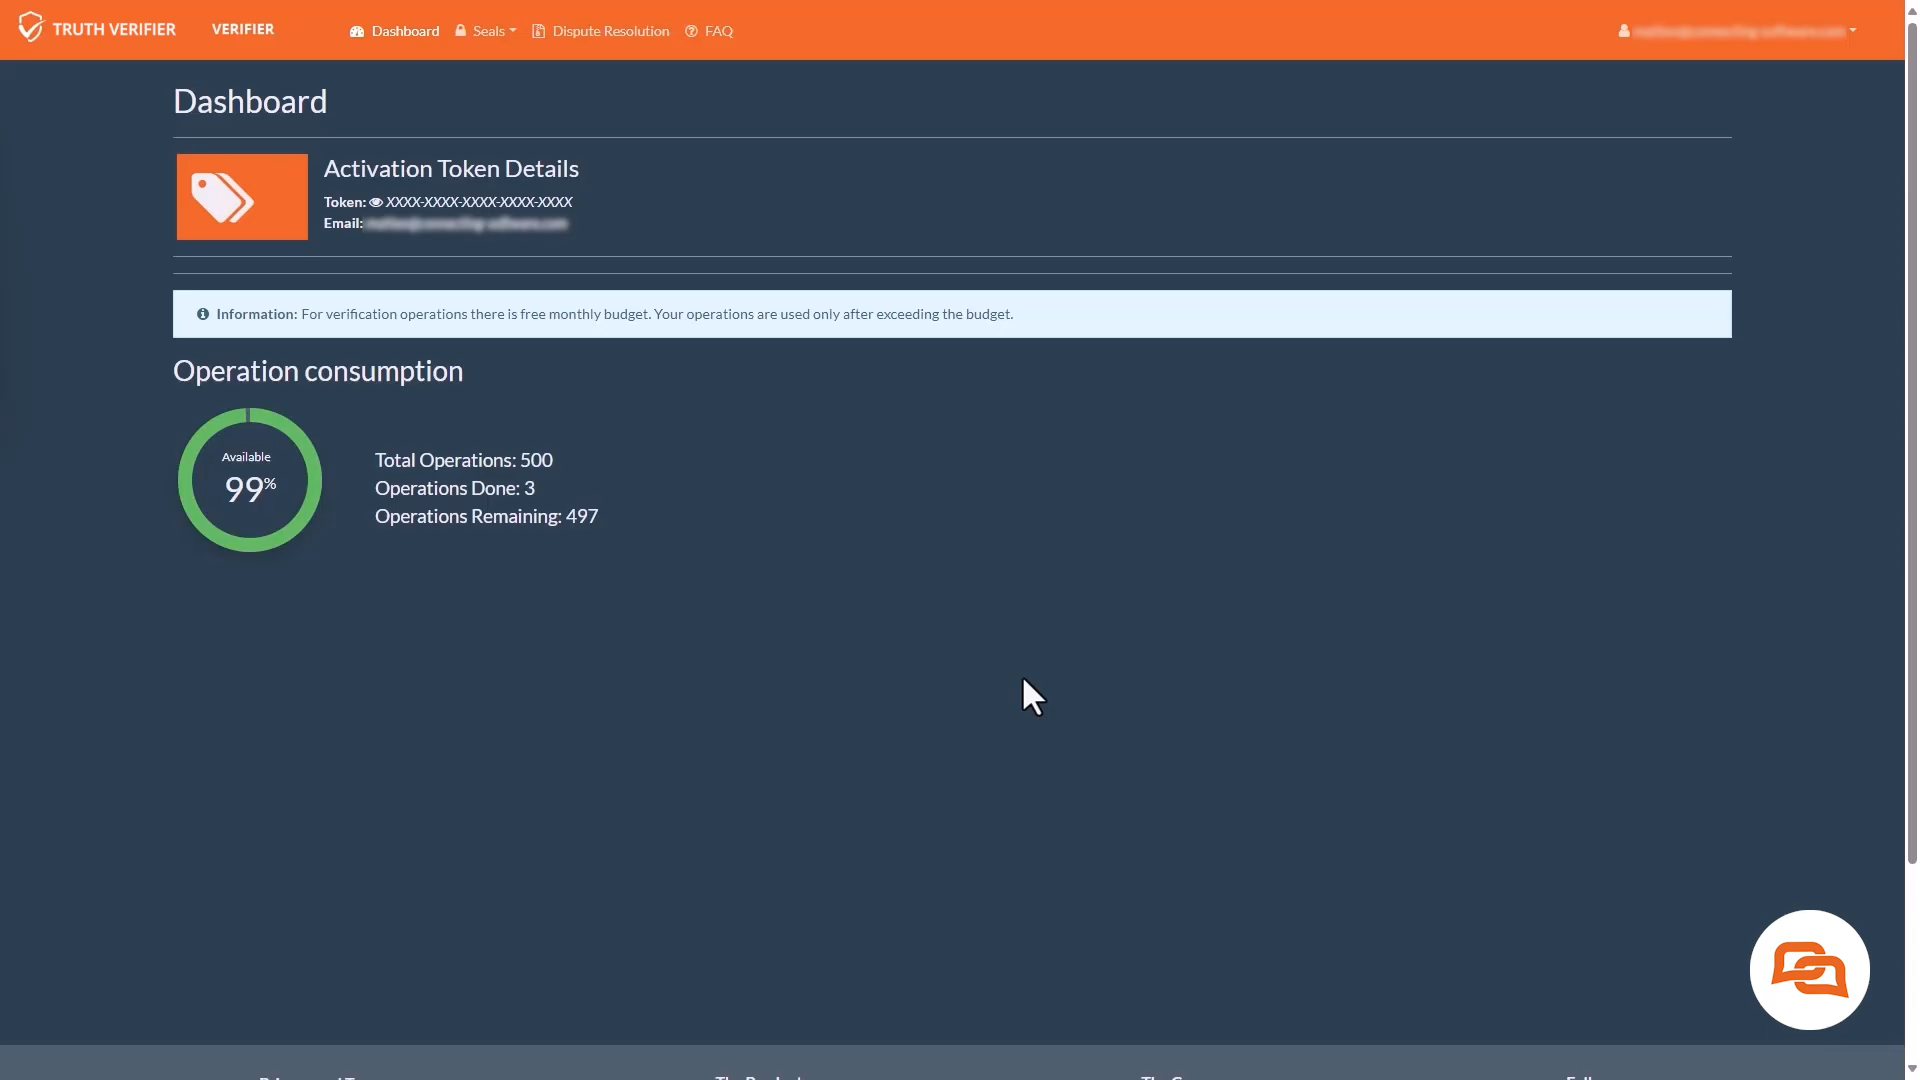 TRUTH VERIFIER VERIFIER Dashboard Seals Dispute Resolution FAQ
Dashboard
Activation Token Details
Token: XXXX-XXXX-XXXX-XXXX-XXXX
Email:
Information: For verification operations there is free monthly budget. Your operations are used only after exceeding the budget.
Operation consumption
Available
99%
Total Operations: 500
Operations Done: 3
Operations Remaining: 497